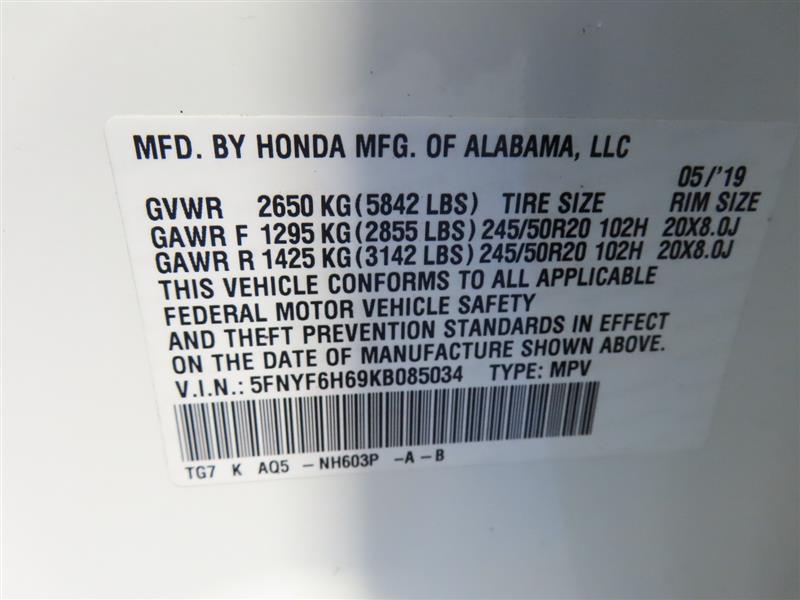 MFD. BY HONDA MFG. OF ALABAMA, LLC
05/'19
GVWR 2650 KG (5842 LBS) TIRE SIZE RIM SIZE
GAWR F 1295 KG (2855 LBS) 245/50R20 102H 20X8.0J
GAWR R 1425 KG (3142 LBS) 245/50R20 102H 20X8.0J
THIS VEHICLE CONFORMS TO ALL APPLICABLE
FEDERAL MOTOR VEHICLE SAFETY
AND THEFT PREVENTION STANDARDS IN EFFECT
ON THE DATE OF MANUFACTURE SHOWN ABOVE.
V.I.N.: 5FNYF6H69KB085034 TYPE: MPV
TG7 K AQ5 -NH603P -A -B